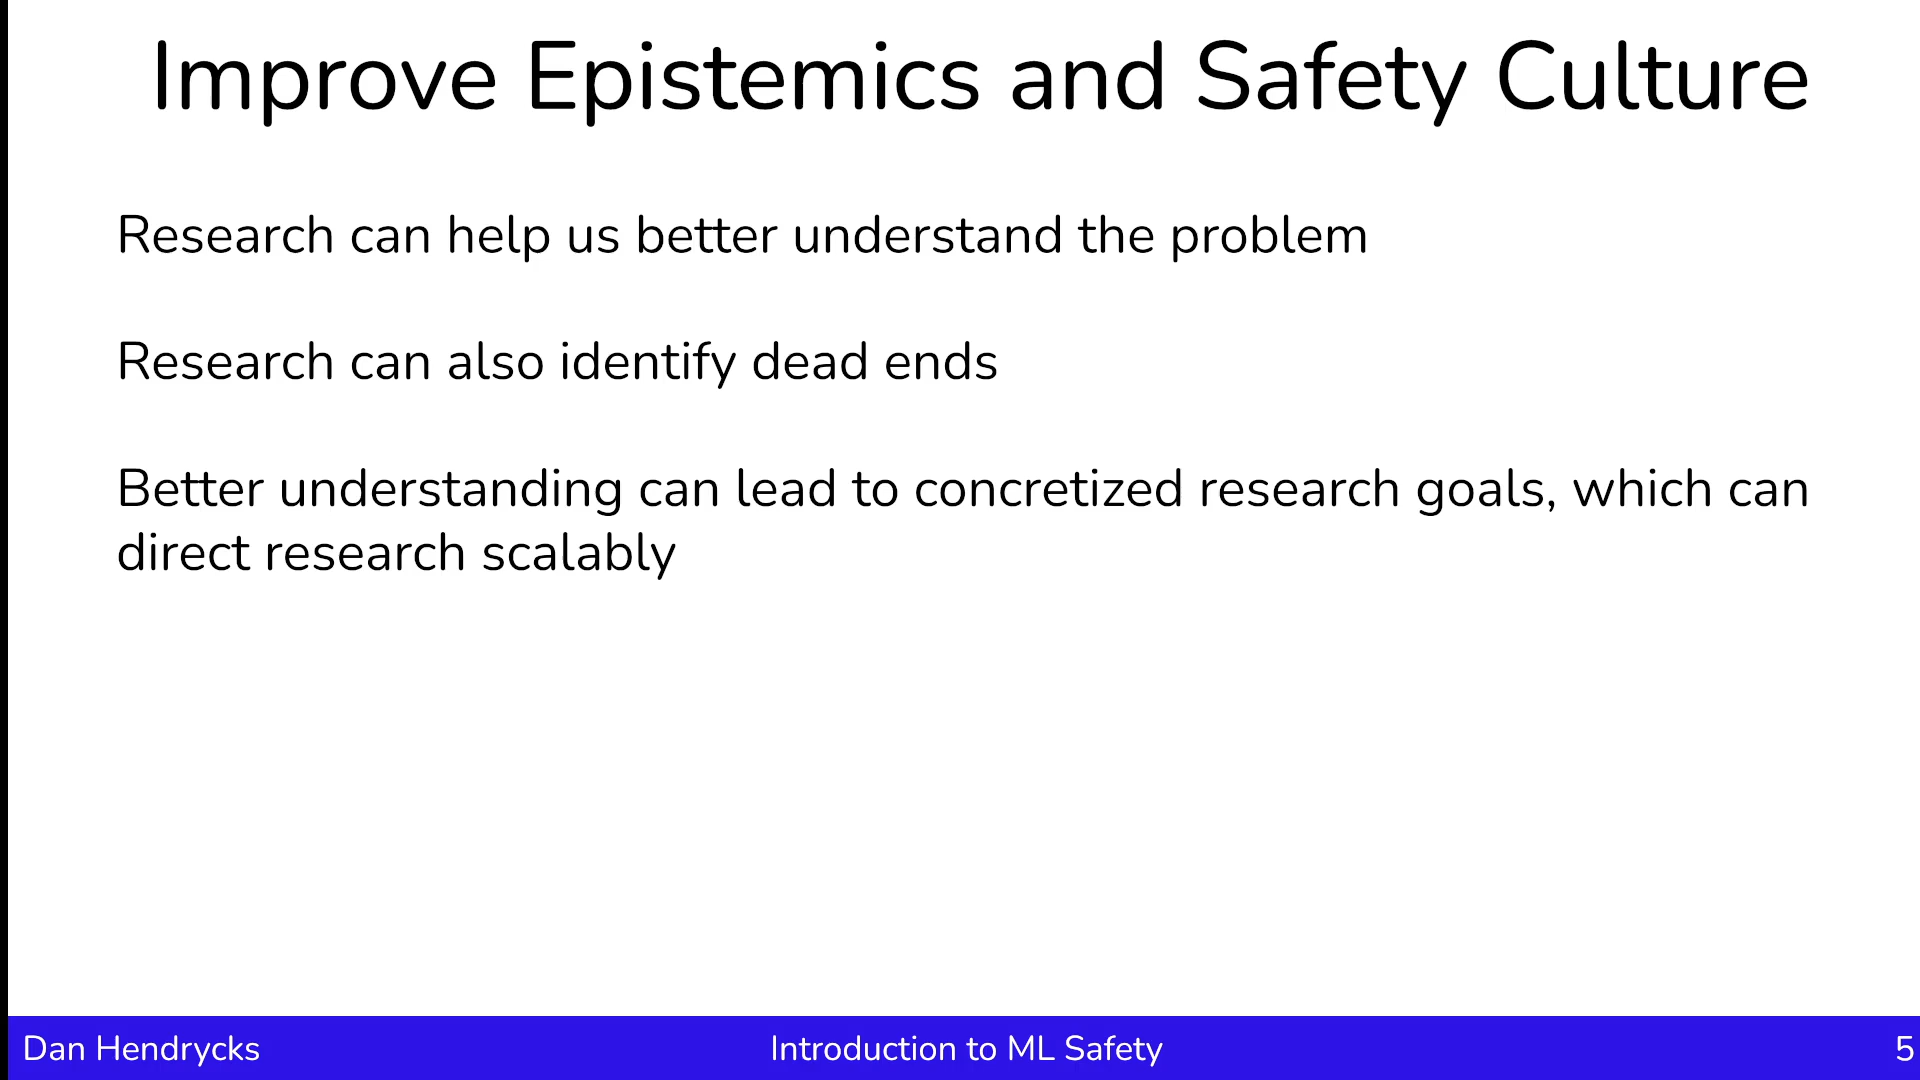 Improve Epistemics and Safety Culture
Research can help us better understand the problem
Research can also identify dead ends
Better understanding can lead to concretized research goals, which can
direct research scalably
Dan Hendrycks
Introduction to ML Safety
5